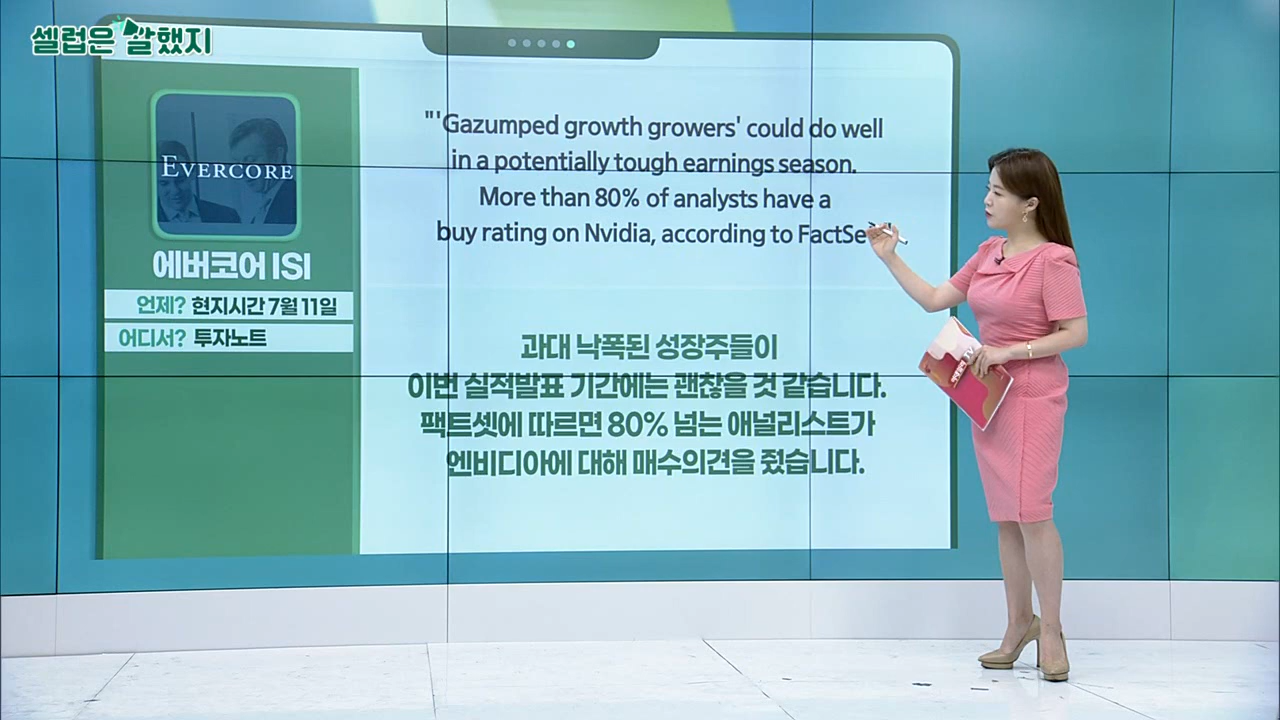 셀럽은 살했지
EVERCORE
에버코어 ISI
언제? 현지시간 7월 11일
어디서? 투자노트
"'Gazumped growth growers' could do well
in a potentially tough earnings season.
More than 80% of analysts have a
buy rating on Nvidia, according to FactSe
과대 낙폭된 성장주들이
이번 실적발표 기간에는 괜찮을 것 같습니다.
팩트셋에 따르면 80% 넘는 애널리스트가
엔비디아에 대해 매수의견을 줬습니다.